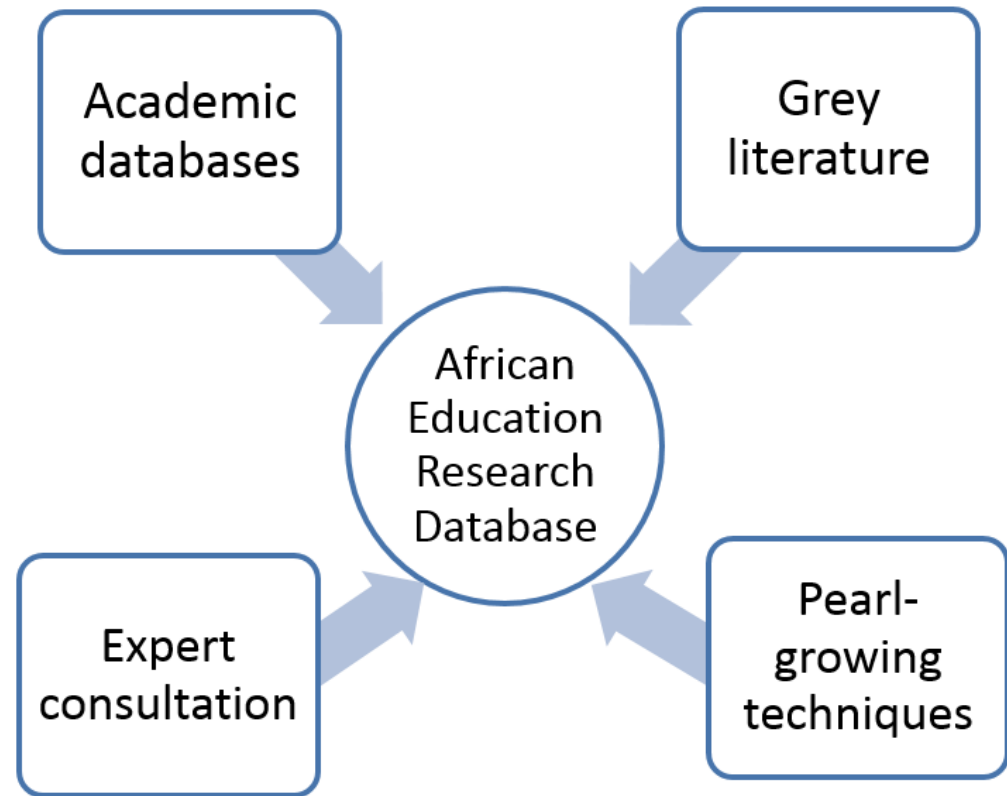 Academic
databases
Grey
literature
African
Education
Research
Database
Expert
consultation
Pearl-
growing
techniques